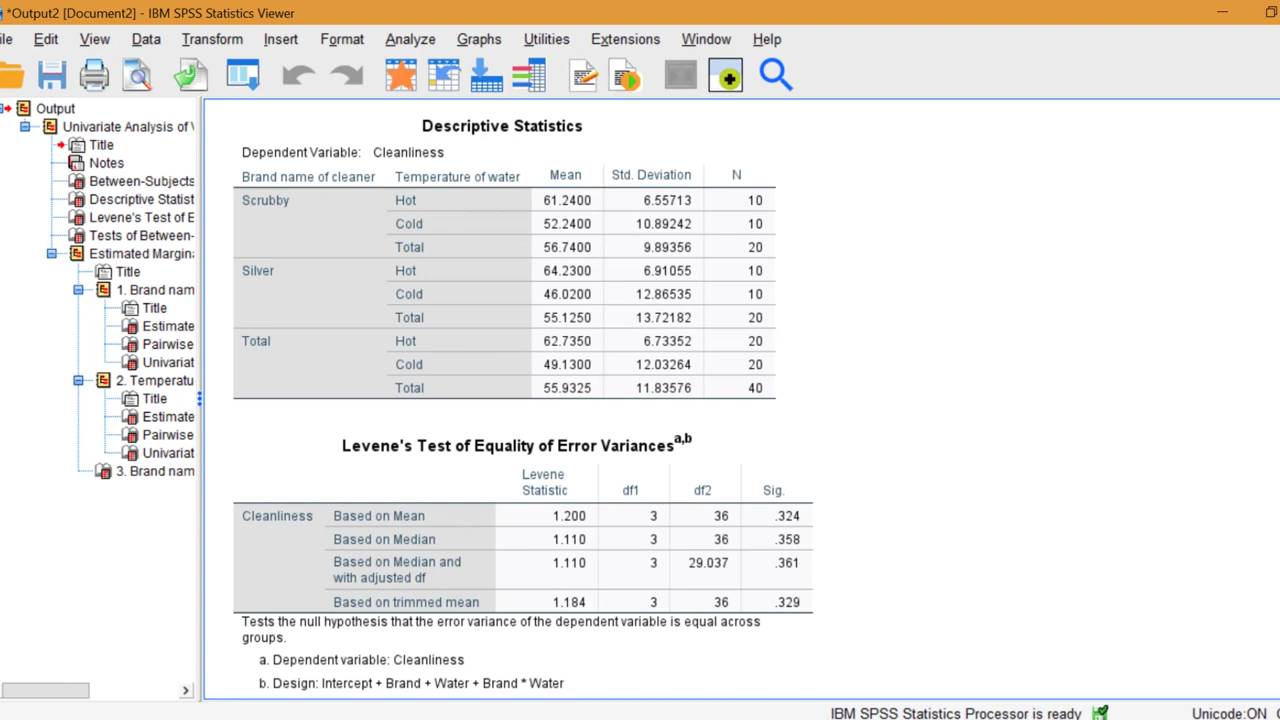 *Output2 [Document2] - IBM SPSS Statistics Viewer
ile Edit View Data Transform Insert Format Analyze Graphs Utilities Extensions Window Help
Output
Univariate Analysis of V
Title
Notes
Between-Subjects
Descriptive Statist
Levene's Test of E
Tests of Between-
Estimated Margina
Title
1. Brand nam
Title
Estimate
Pairwise
Univariat
2. Temperatu
Title
Estimate
Pairwise
Univariat
3. Brand nam
Descriptive Statistics
Dependent Variable: Cleanliness
Brand name of cleaner Temperature of water Mean Std. Deviation N
Scrubby Hot 61.2400 6.55713 10
Cold 52.2400 10.89242 10
Total 56.7400 9.89356 20
Silver Hot 64.2300 6.91055 10
Cold 46.0200 12.86535 10
Total 55.1250 13.72182 20
Total Hot 62.7350 6.73352 20
Cold 49.1300 12.03264 20
Total 55.9325 11.83576 40
Levene's Test of Equality of Error Variancesa,b
Levene
Statistic df1 df2 Sig.
Cleanliness Based on Mean 1.200 3 36 .324
Based on Median 1.110 3 36 .358
Based on Median and 1.110 3 29.037 .361
with adjusted df
Based on trimmed mean 1.184 3 36 .329
Tests the null hypothesis that the error variance of the dependent variable is equal across
groups.
a. Dependent variable: Cleanliness
b. Design: Intercept + Brand + Water + Brand * Water
IBM SPSS Statistics Processor is ready Unicode:ON